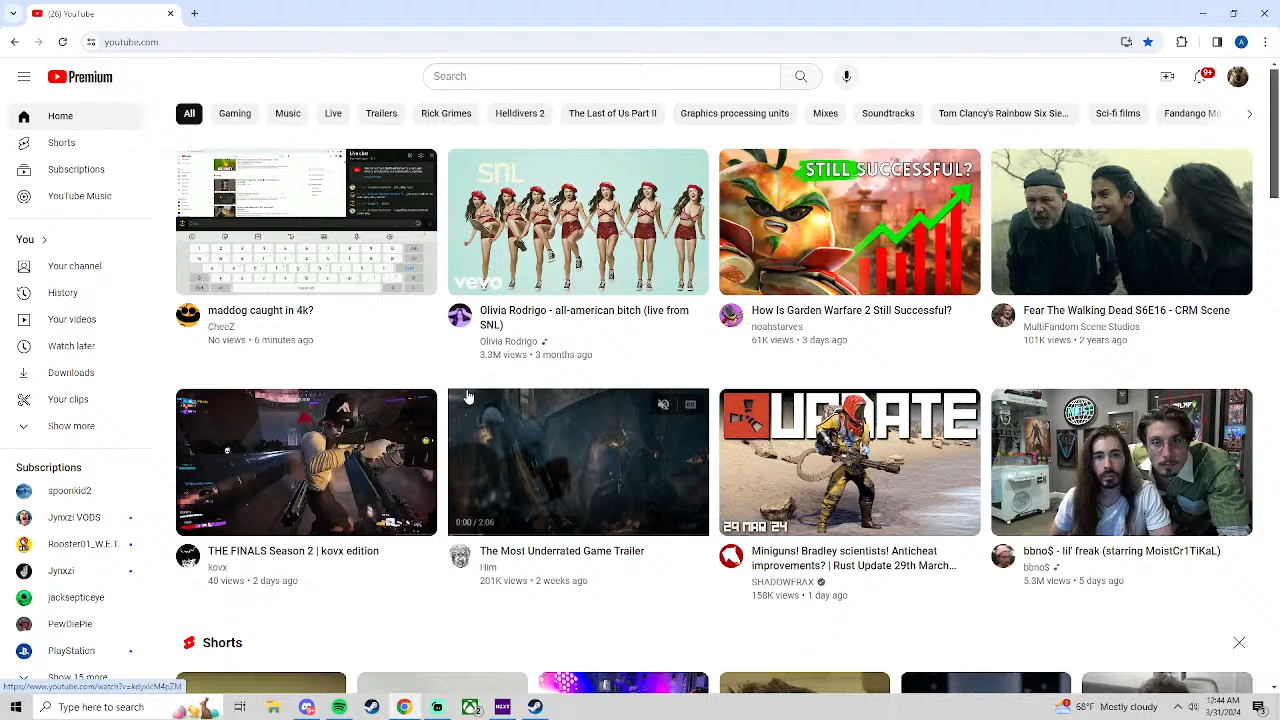 (26) YouTube
youtube.com
Premium
Search
9+
Home
Shorts
Subscriptions
You
Your channel
History
Your videos
Watch later
Downloads
Your clips
Show more
Subscriptions
spoonkid2
Jynxzi VODS
Jynxzi
jacksepticeye
PewDiePie
PlayStation
Show 15 more
All
Gaming
Music
Live
Trailers
Rick Grimes
Helldivers 2
The Last of Us Part II
Graphics processing units
Mixes
Soundtracks
Tom Clancy's Rainbow Six Sie...
Sci-fi films
Fandango Mo
Live chat
maddog caught in 4k?
CheeZ
No views • 6 minutes ago
vevo
Olivia Rodrigo - all-american bitch (live from
SNL)
Olivia Rodrigo
3.3M views • 3 months ago
STILL SUCCESSFUL?
How Is Garden Warfare 2 Still Successful?
noahstarves
61K views • 3 days ago
Fear The Walking Dead S6E16 - CRM Scene
MultiFandom Scene Studios
101K views • 2 years ago
THE FINALS Season 2 | kovx edition
kovx
40 views • 2 days ago
0:00 / 2:06
The Most Underrated Game Ever
Him
201K views • 2 weeks ago
UPDATE
29 MAR '24
Minigun, Bradley scientists, anticheat
improvements? | Rust Update 29th March...
SHADOWFRAX
158K views • 1 day ago
bbno$ - lil' freak (starring MoistCr1TiKaL)
bbno$
5.3M views • 5 days ago
Shorts
Type here to search
68°F Mostly cloudy
12:44 AM
3/31/2024